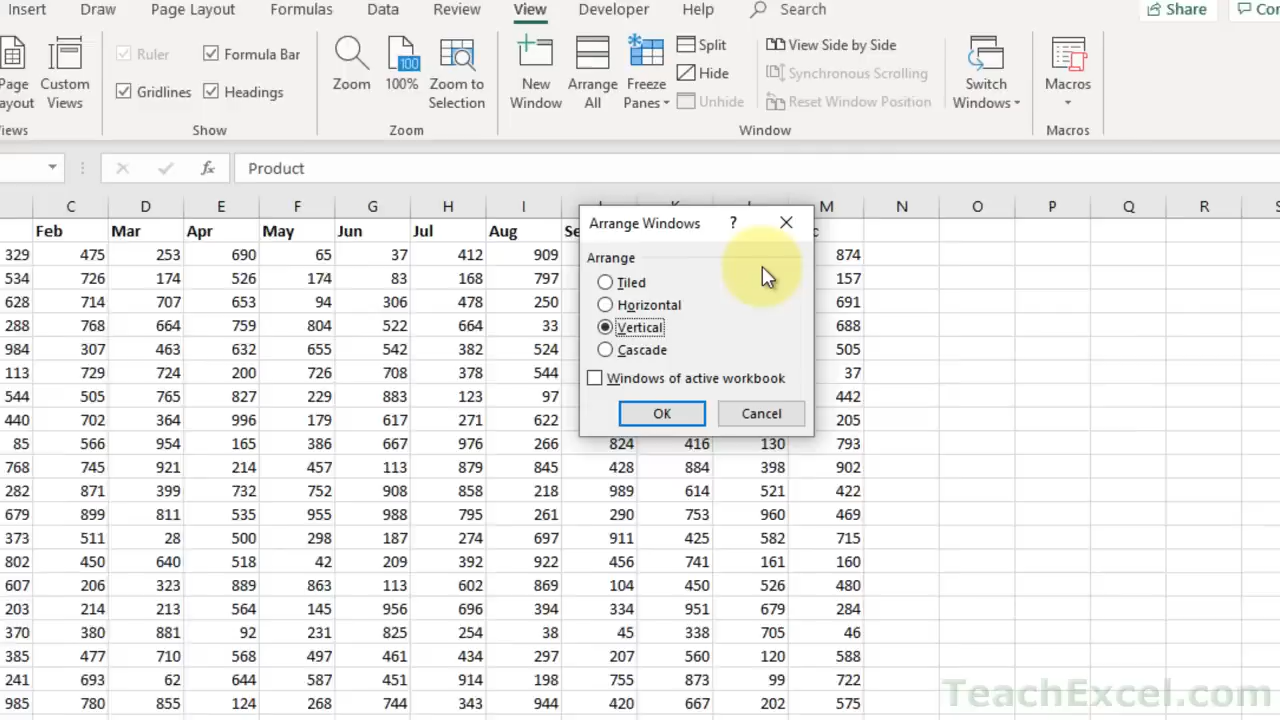 Insert Draw Page Layout Formulas Data Review View Developer Help Search Share
Ruler Formula Bar Split View Side by Side
Gridlines Headings Hide Synchronous Scrolling
Unhide Reset Window Position
Page Custom Views
Zoom 100% Zoom to Selection
New Window Arrange All Freeze Panes
Switch Windows Macros
Show Zoom Window Macros
fx Product
C D E F G H I K M N O P Q R S
Feb Mar Apr May Jun Jul Aug
329 475 253 690 65 37 412 909 874
534 726 174 526 174 83 168 797 157
628 714 707 653 94 306 478 250 691
288 768 664 759 804 522 664 33 688
984 307 463 632 655 542 382 524 505
113 729 724 200 726 708 378 544 37
544 505 765 827 229 883 123 97 442
440 702 364 996 179 617 271 622 205
85 566 954 165 386 667 976 266 824 416 130 793
768 745 921 214 457 113 879 845 428 884 398 902
282 871 399 732 752 908 858 218 989 614 521 422
679 899 811 535 955 988 795 261 290 753 960 469
373 511 28 500 298 187 274 697 911 425 582 715
802 450 640 518 42 209 392 922 456 741 161 160
607 206 323 889 863 113 602 869 104 450 526 480
203 214 213 564 145 956 696 394 334 951 679 284
370 380 881 92 231 825 254 38 45 338 705 46
385 477 710 568 497 461 434 297 207 560 120 588
241 693 62 644 587 451 914 198 755 873 99 722
985 780 855 124 268 744 343 944 440 667 202 575
Arrange Windows ?
Arrange
Tiled
Horizontal
Vertical
Cascade
Windows of active workbook
OK Cancel
TeachExcel.com